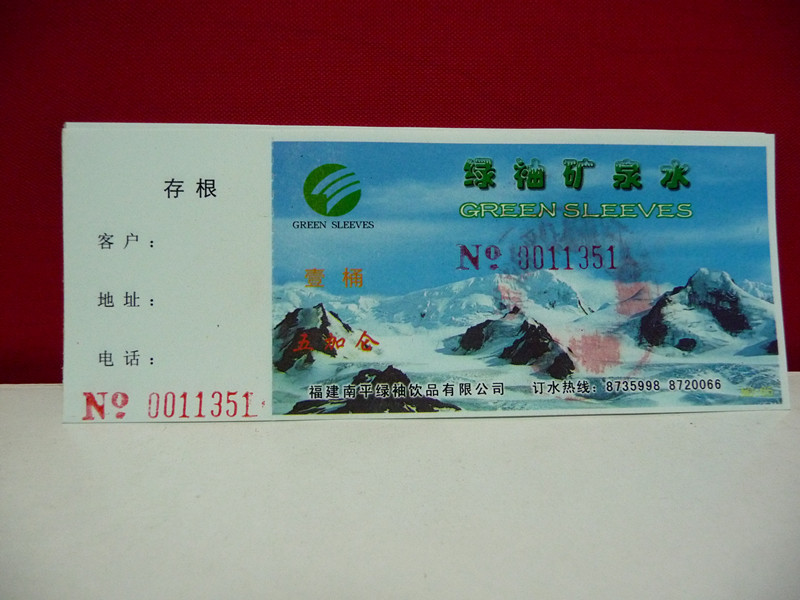 存根
客户：
地址：
电话：
Nº 0011351
GREEN SLEEVES
绿袖矿泉水
GREEN SLEEVES
Nº 0011351
壹桶
五加仑
福建南平绿袖饮品有限公司 订水热线：8735998 8720066